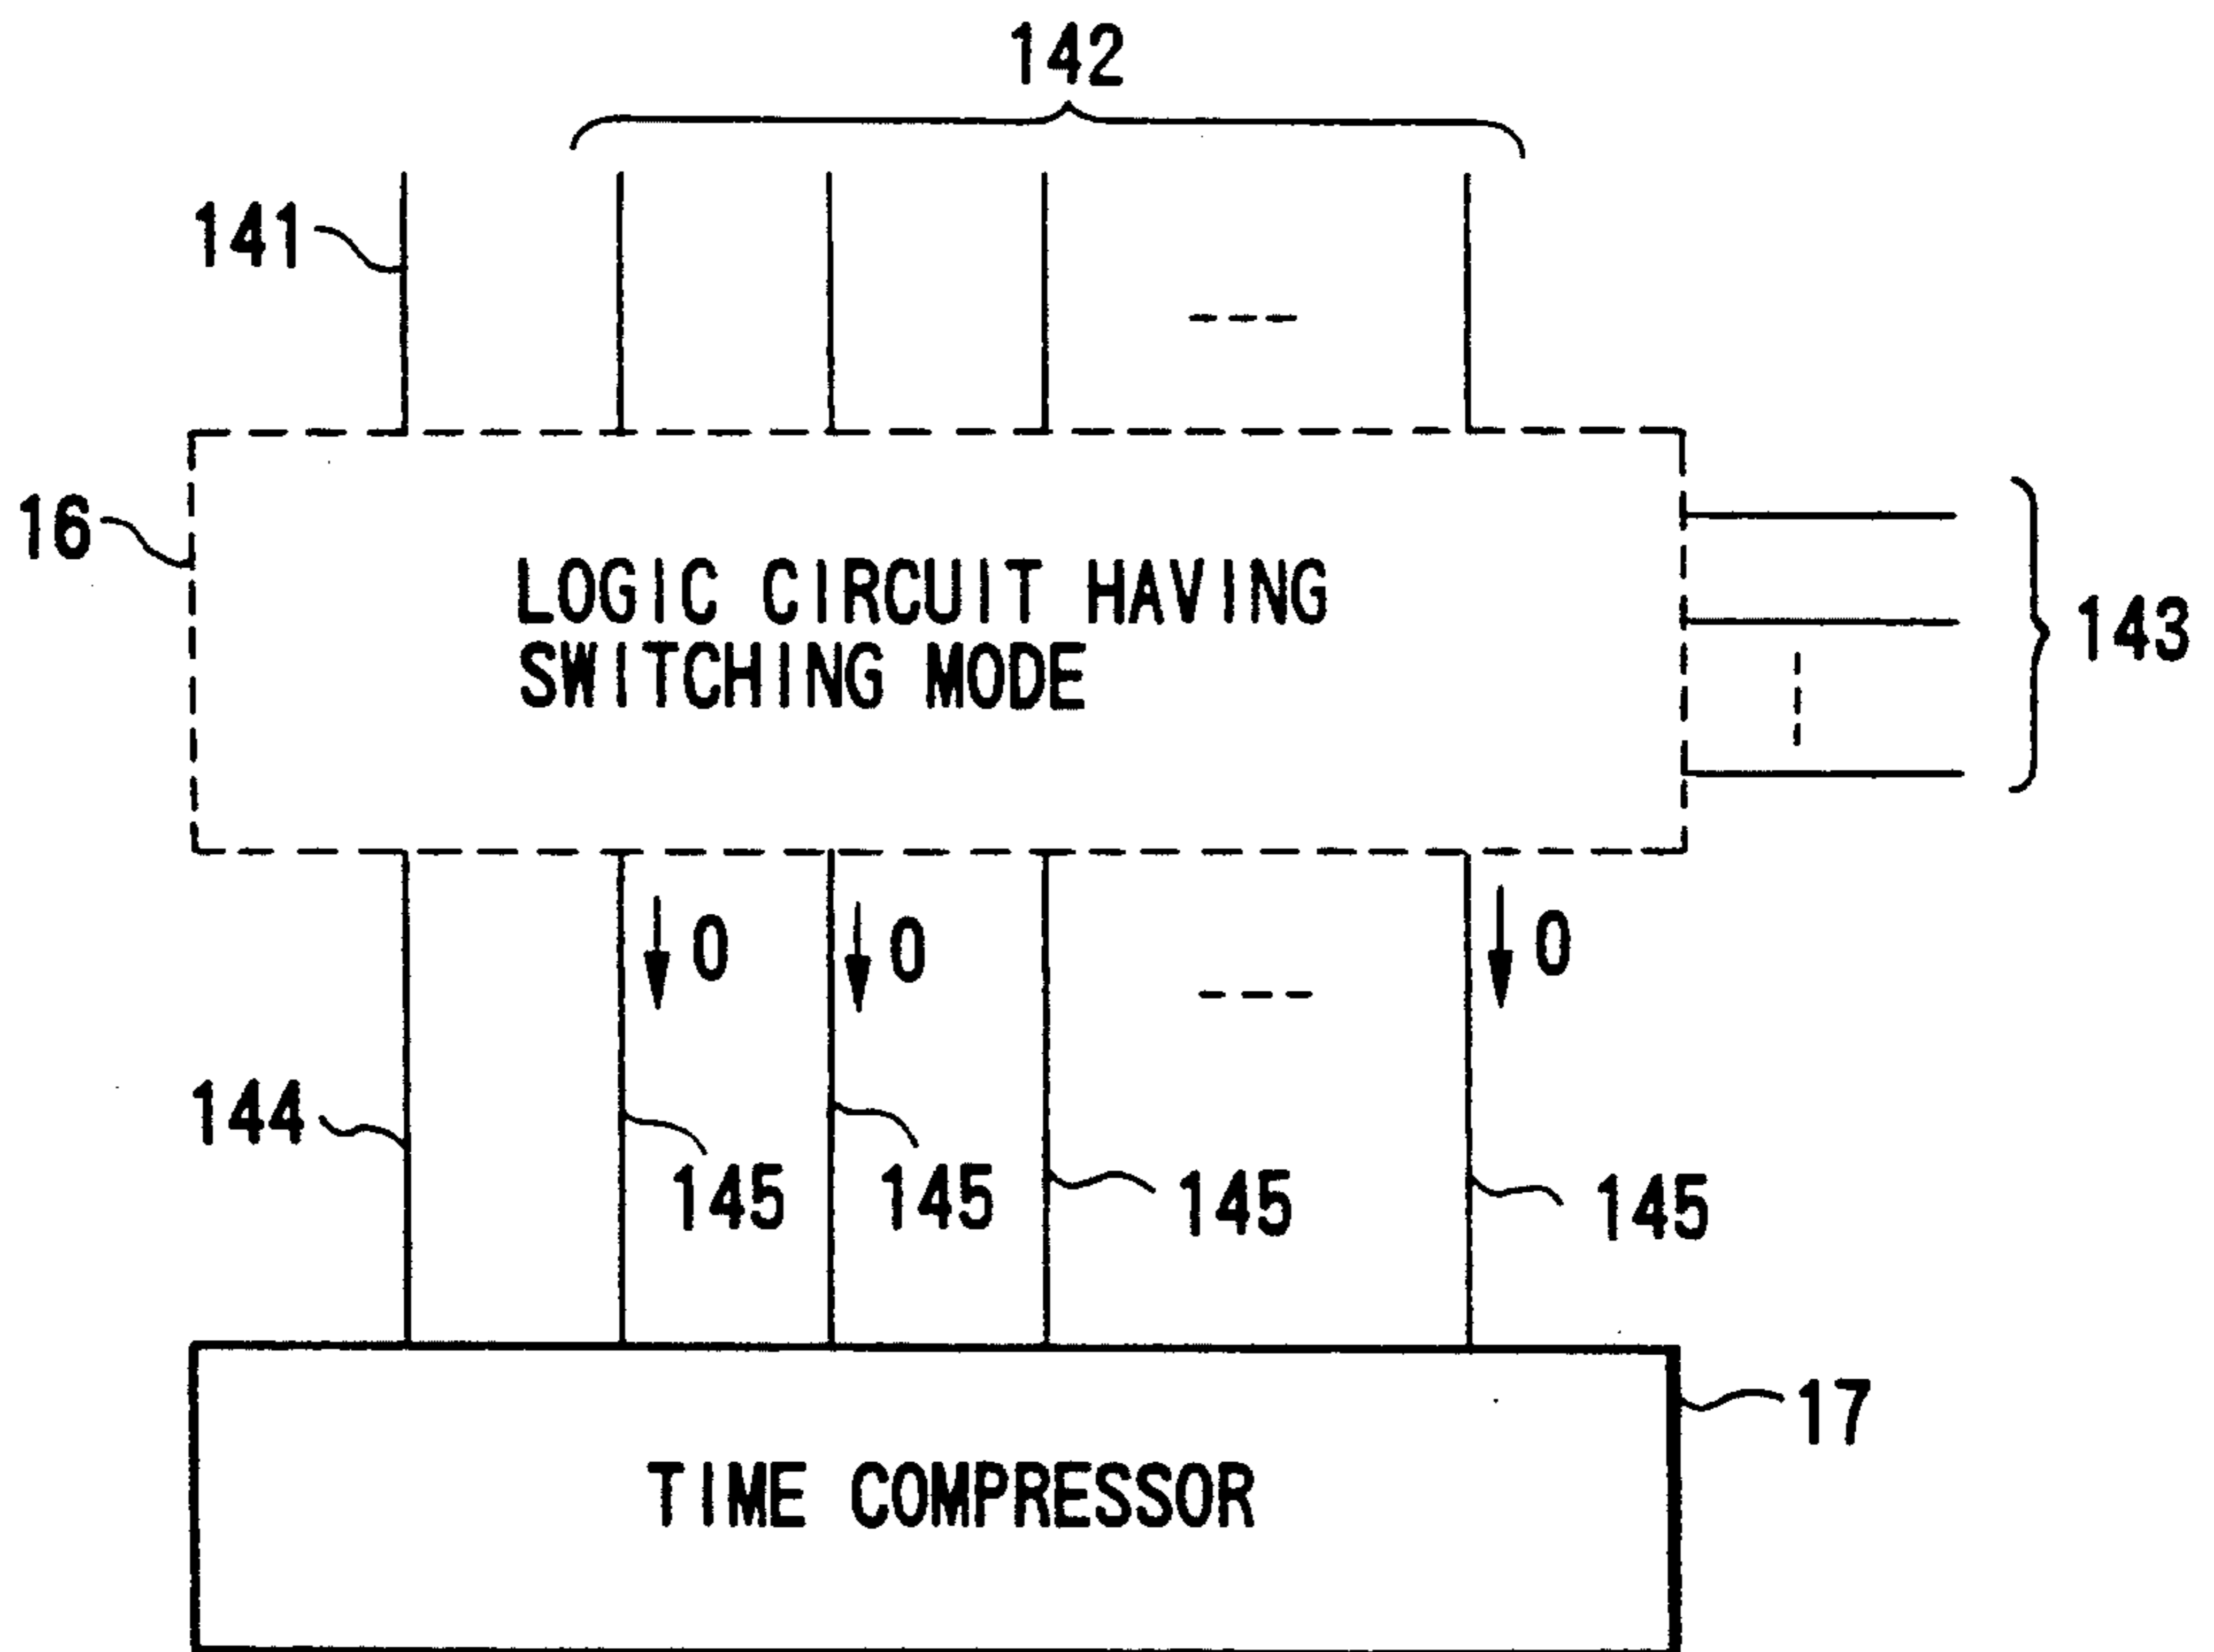 142
141
16
LOGIC CIRCUIT HAVING
SWITCHING MODE
143
0 0 0
144
145 145 145 145
17
TIME COMPRESSOR